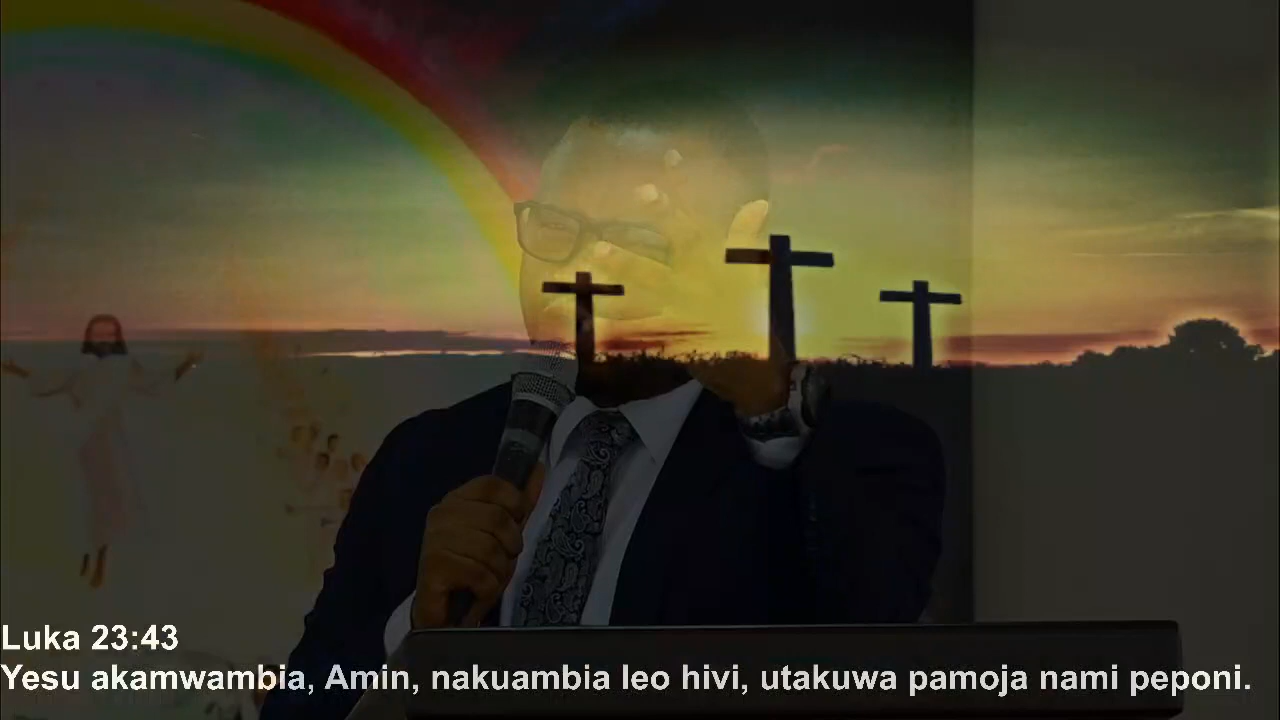 Luka 23:43
Yesu akamwambia, Amin, nakuambia leo hivi, utakuwa pamoja nami peponi.